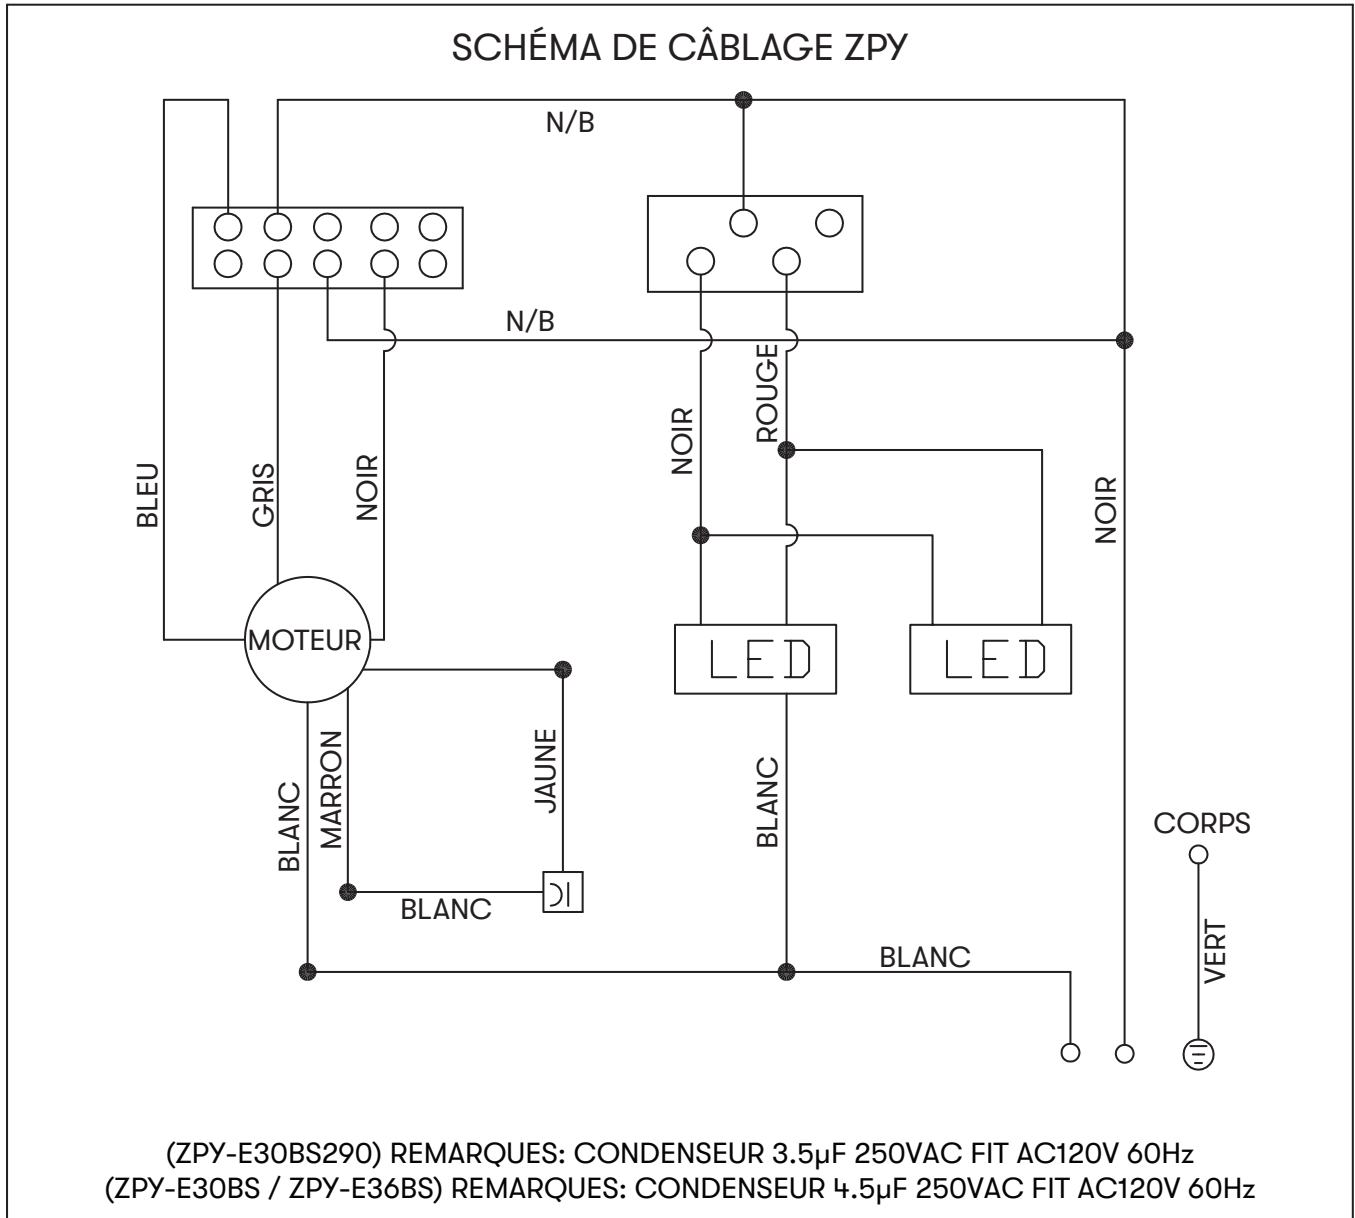 SCHÉMA DE CÂBLAGE ZPY
N/B
N/B
ROUGE
NOIR
BLEU
GRIS
NOIR
NOIR
MOTEUR
LED
LED
JAUNE
MARRON
BLANC
BLANC
CORPS
BLANC
VERT
BLANC
(ZPY-E30BS290) REMARQUES: CONDENSEUR 3.5µF 250VAC FIT AC120V 60Hz
(ZPY-E30BS / ZPY-E36BS) REMARQUES: CONDENSEUR 4.5µF 250VAC FIT AC120V 60Hz